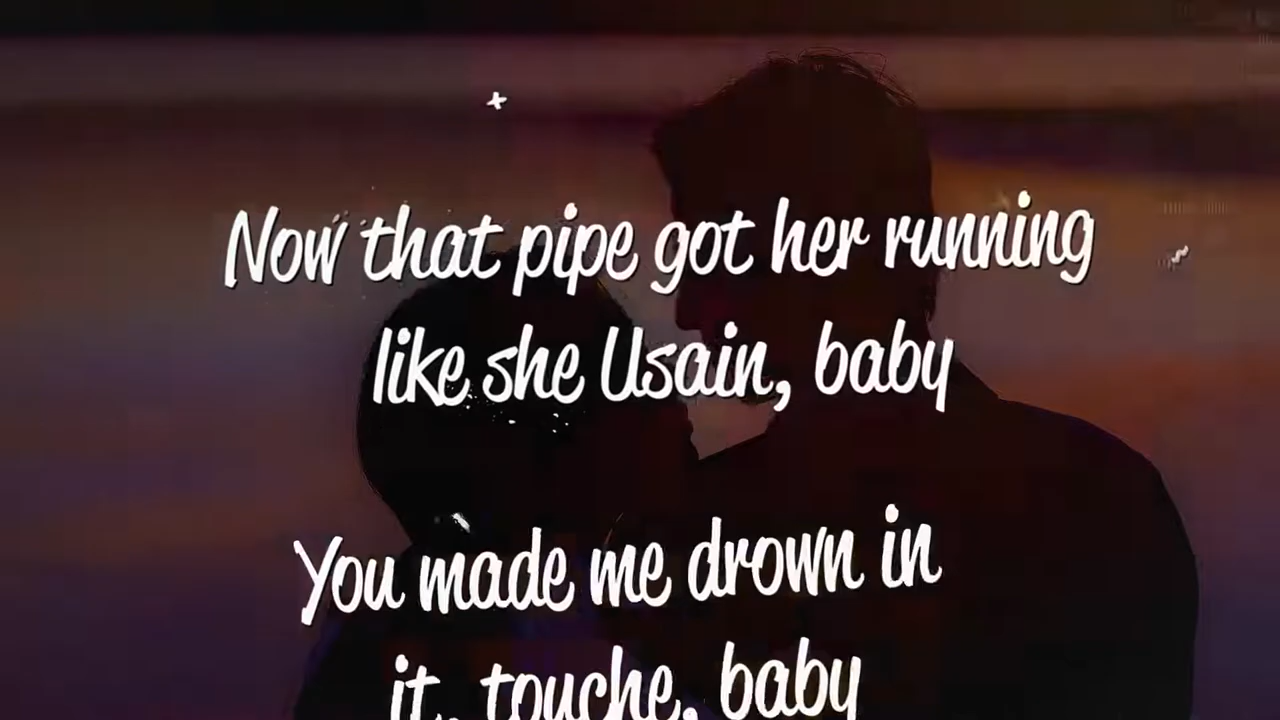 Now that pipe got her running
like she Usain, baby
You made me drown in
it, touche, baby